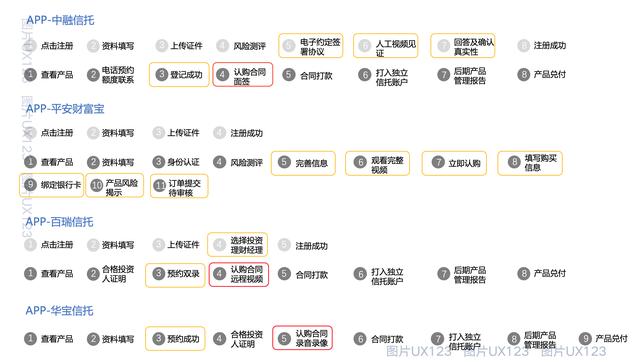 APP-中融信托
1 点击注册 2 资料填写 3 上传证件 4 风险测评 5 电子约定签署协议 6 人工视频见证 7 回答及确认真实性 8 注册成功
1 查看产品 2 电话预约额度联系 3 登记成功 4 认购合同面签 5 合同打款 6 打入独立信托账户 7 后期产品管理报告 8 产品兑付
APP-平安财富宝
1 点击注册 2 资料填写 3 上传证件 4 注册成功
1 查看产品 2 资料填写 3 身份认证 4 风险测评 5 完善信息 6 观看完整视频 7 立即认购 8 填写购买信息
9 绑定银行卡 10 产品风险揭示 11 订单提交待审核
APP-百瑞信托
1 点击注册 2 资料填写 3 上传证件 4 选择投资理财经理 5 注册成功
1 查看产品 2 合格投资人证明 3 预约双录 4 认购合同远程视频 5 合同打款 6 打入独立信托账户 7 后期产品管理报告 8 产品兑付
APP-华宝信托
1 查看产品 2 资料填写 3 预约成功 4 合格投资人证明 5 认购合同录音录像 6 合同打款 7 打入独立信托账户 8 后期产品管理报告 9 产品兑付
图片UX123 图片UX123 图片UX123
图片UX123 图片UX123 图片UX123